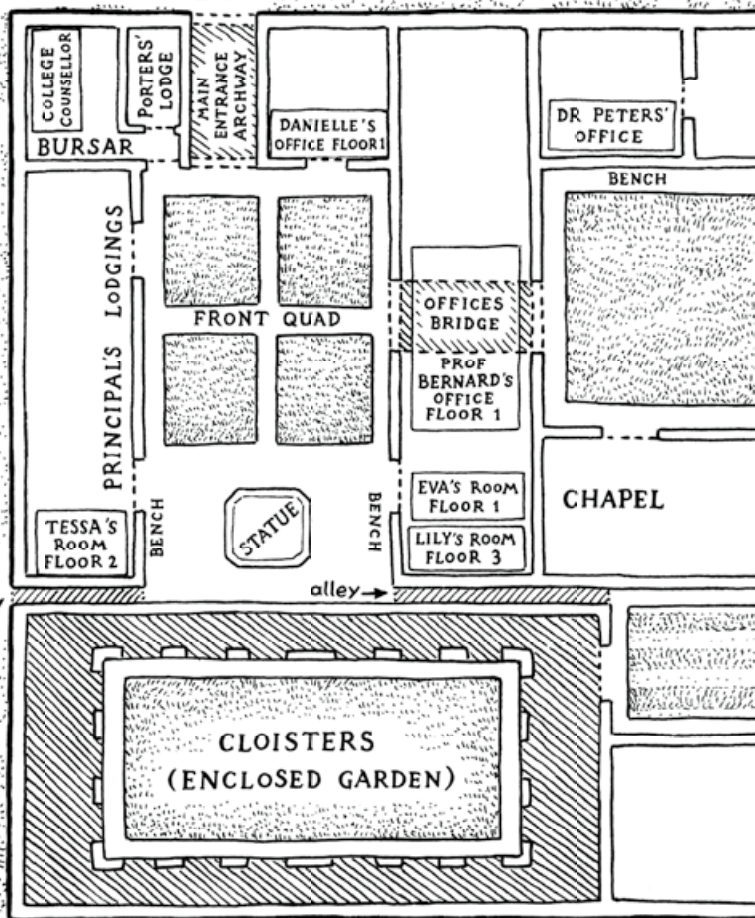 COLLEGE
COUNSELLOR
PORTERS'
LODGE
MAIN
ENTRANCE
ARCHWAY
BURSAR
DANIELLE'S
OFFICE FLOOR 1
DR PETERS'
OFFICE
BENCH
PRINCIPAL'S LODGINGS
FRONT QUAD
OFFICES
BRIDGE
PROF
BERNARD'S
OFFICE
FLOOR 1
EVA'S ROOM
FLOOR 1
LILY'S ROOM
FLOOR 3
CHAPEL
TESSA'S
ROOM
FLOOR 2
BENCH
STATUE
BENCH
alley
CLOISTERS
(ENCLOSED GARDEN)